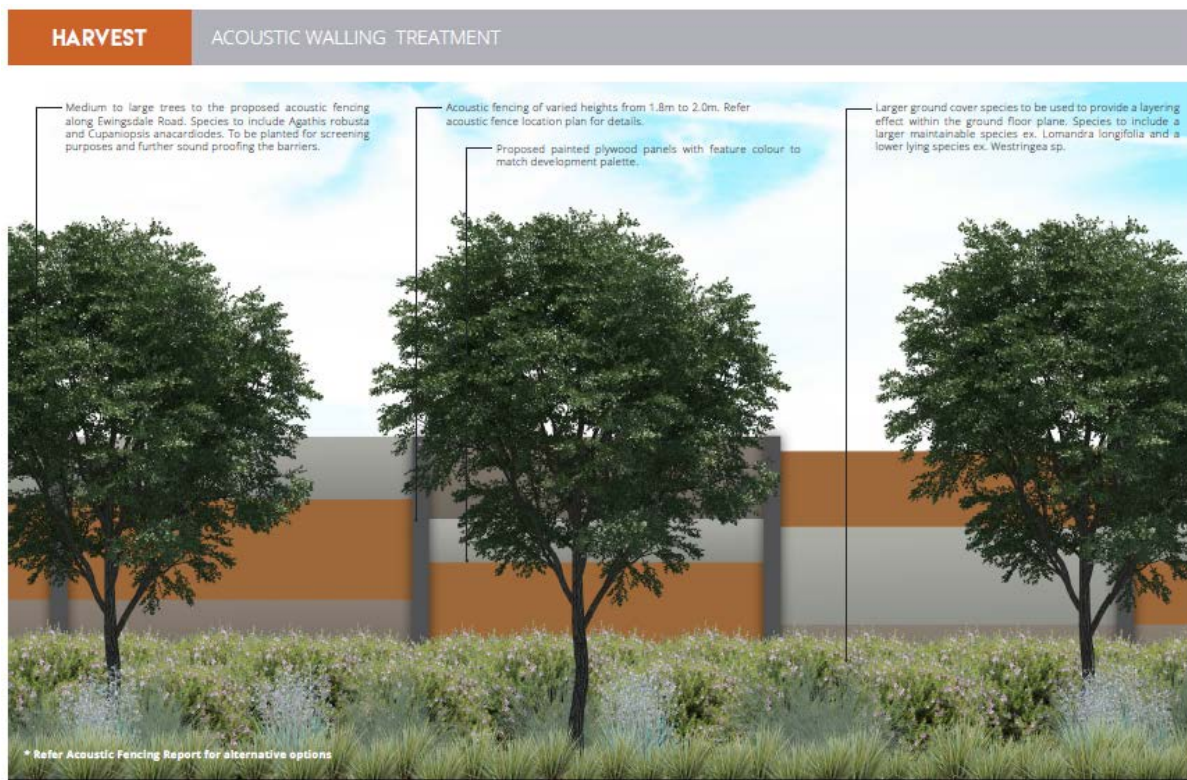 HARVEST
ACOUSTIC WALLING TREATMENT
Medium to large trees to the proposed acoustic fencing
along Ewingsdale Road. Species to include Agathis robusta
and Cupaniopsis anacardiodes. To be planted for screening
purposes and further sound proofing the barriers.
Acoustic fencing of varied heights from 1.8m to 2.0m. Refer
acoustic fence location plan for details.
Proposed painted plywood panels with feature colour to
match development palette.
Larger ground cover species to be used to provide a layering
effect within the ground floor plane. Species to include a
larger maintainable species ex. Lomandra longifolia and a
lower lying species ex. Westringea sp.
* Refer Acoustic Fencing Report for alternative options